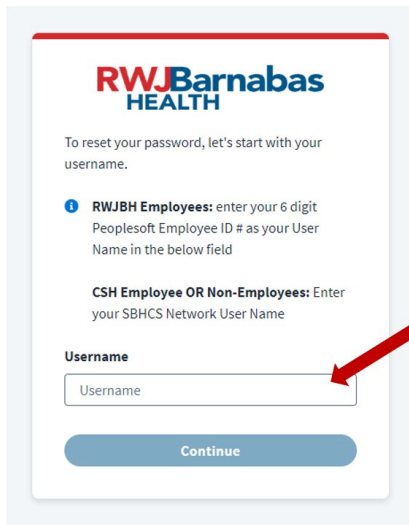 RWJBarnabas
HEALTH
To reset your password, let's start with your
username.
RWJBH Employees: enter your 6 digit
Peoplesoft Employee ID # as your User
Name in the below field
CSH Employee OR Non-Employees: Enter
your SBHCS Network User Name
Username
Username
Continue